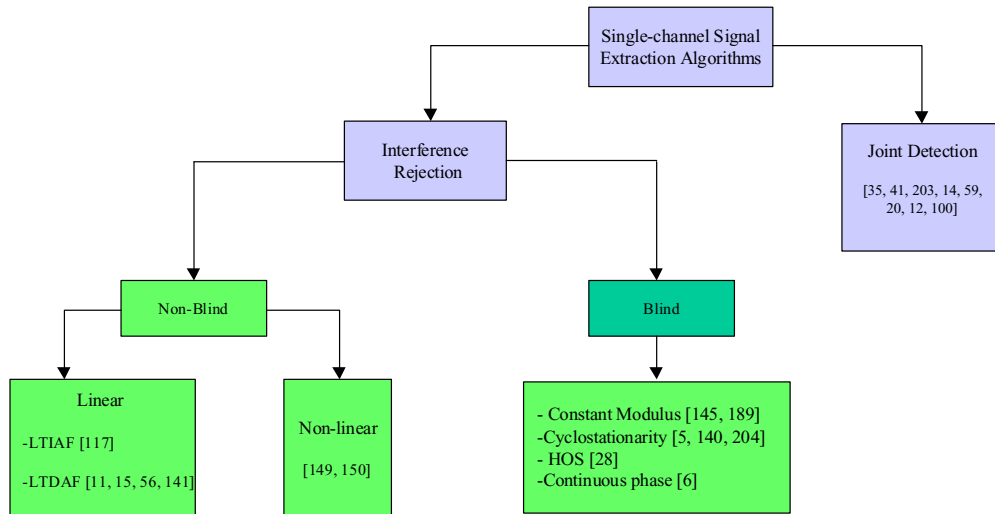 Single-channel Signal
Extraction Algorithms
Interference
Rejection
Joint Detection
[35, 41, 203, 14, 59,
20, 12, 100]
Non-Blind
Blind
Linear
-LTIAF [117]
-LTDAF [11, 15, 56, 141]
Non-linear
[149, 150]
- Constant Modulus [145, 189]
-Cyclostationarity [5, 140, 204]
- HOS [28]
-Continuous phase [6]